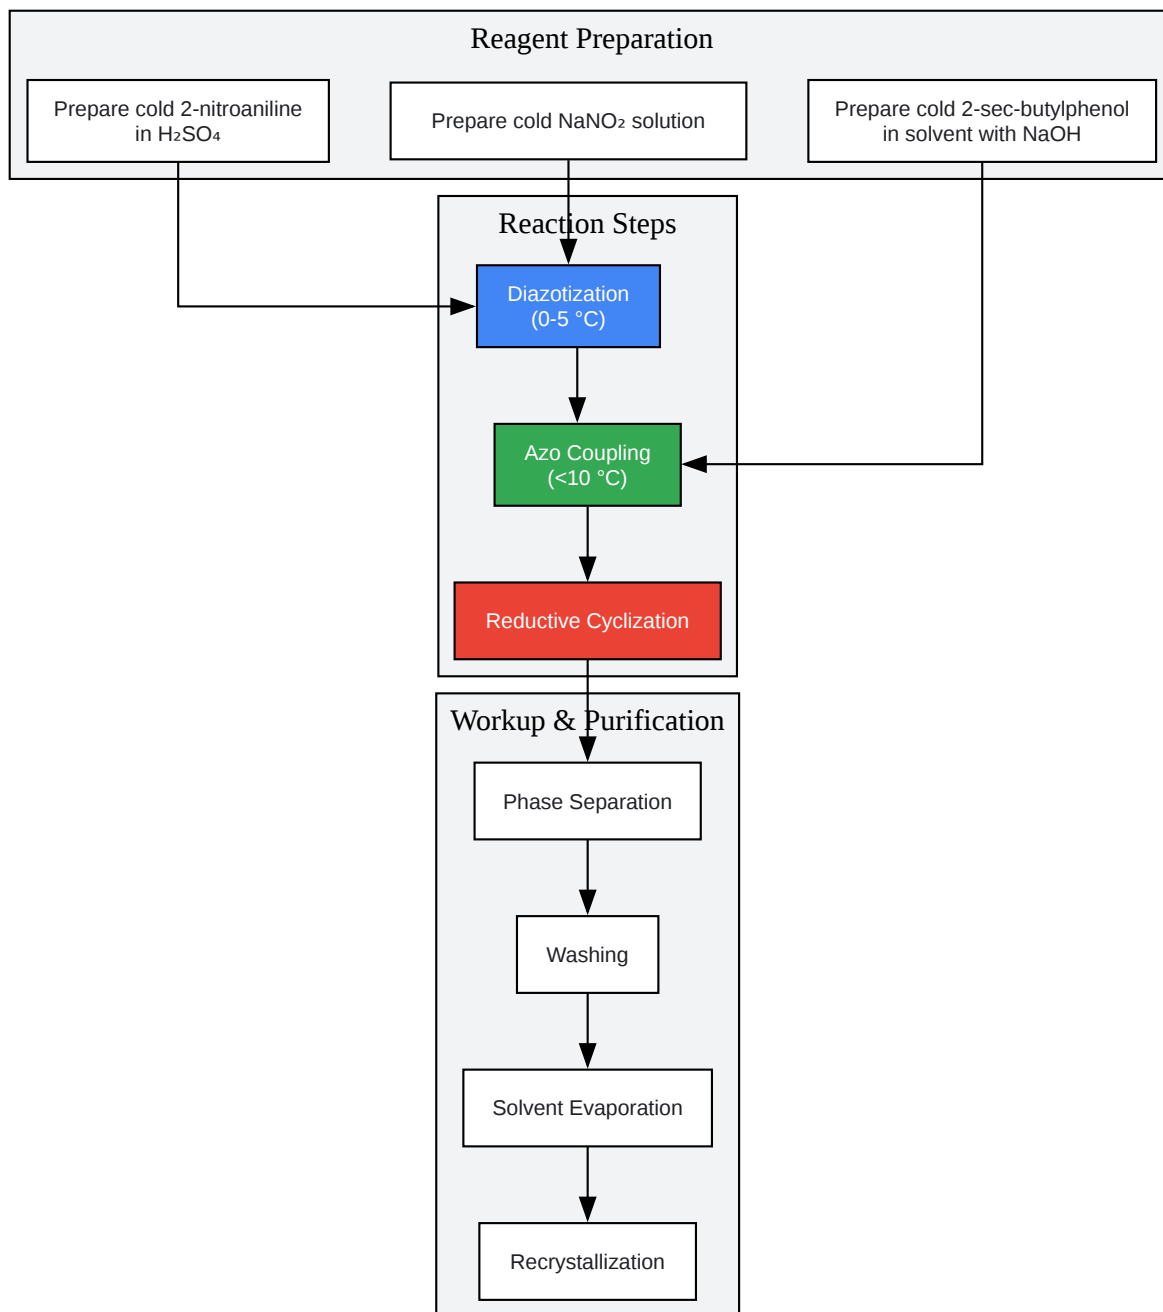 Reagent Preparation
Prepare cold 2-nitroaniline
in H₂SO₄
Prepare cold NaNO₂ solution
Prepare cold 2-sec-butylphenol
in solvent with NaOH
Reaction Steps
Diazotization
(0-5 °C)
Azo Coupling
(<10 °C)
Reductive Cyclization
Workup & Purification
Phase Separation
Washing
Solvent Evaporation
Recrystallization